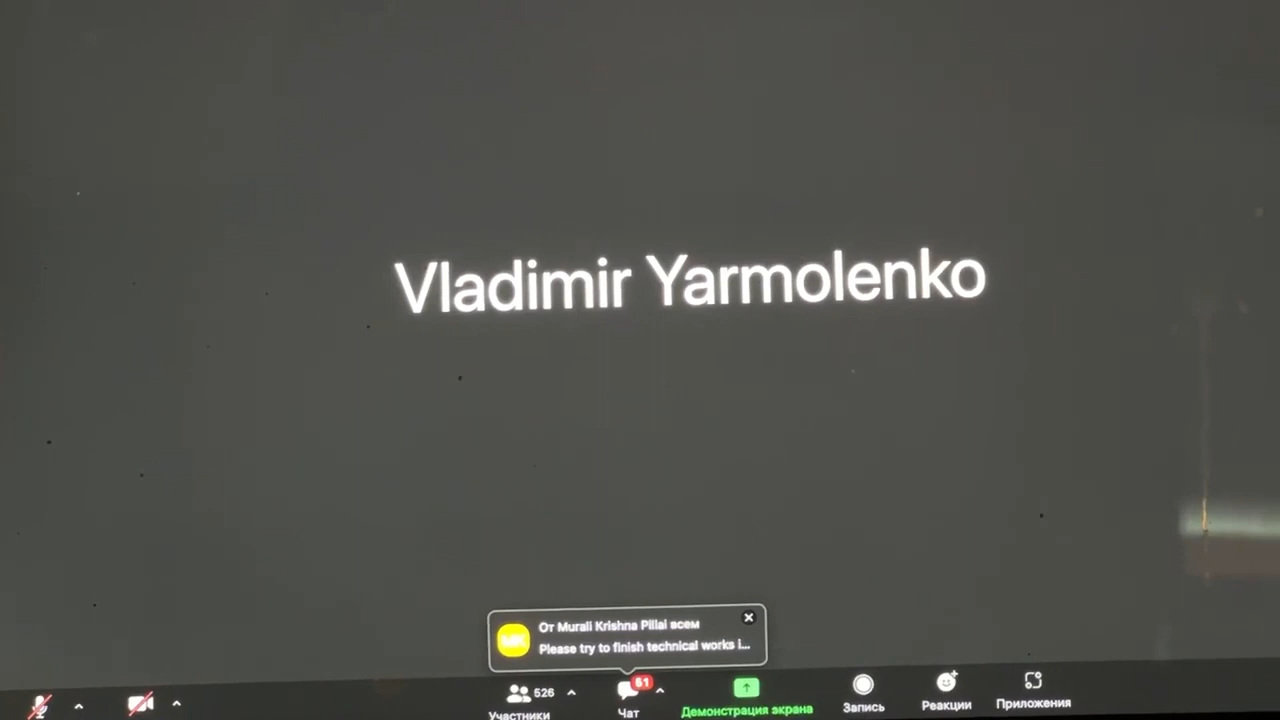 Vladimir Yarmolenko
От Murali Krishna Pillai всем
Please try to finish technical works i...
526
61
Участники
Чат
Демонстрация экрана
Запись
Реакции
Приложения